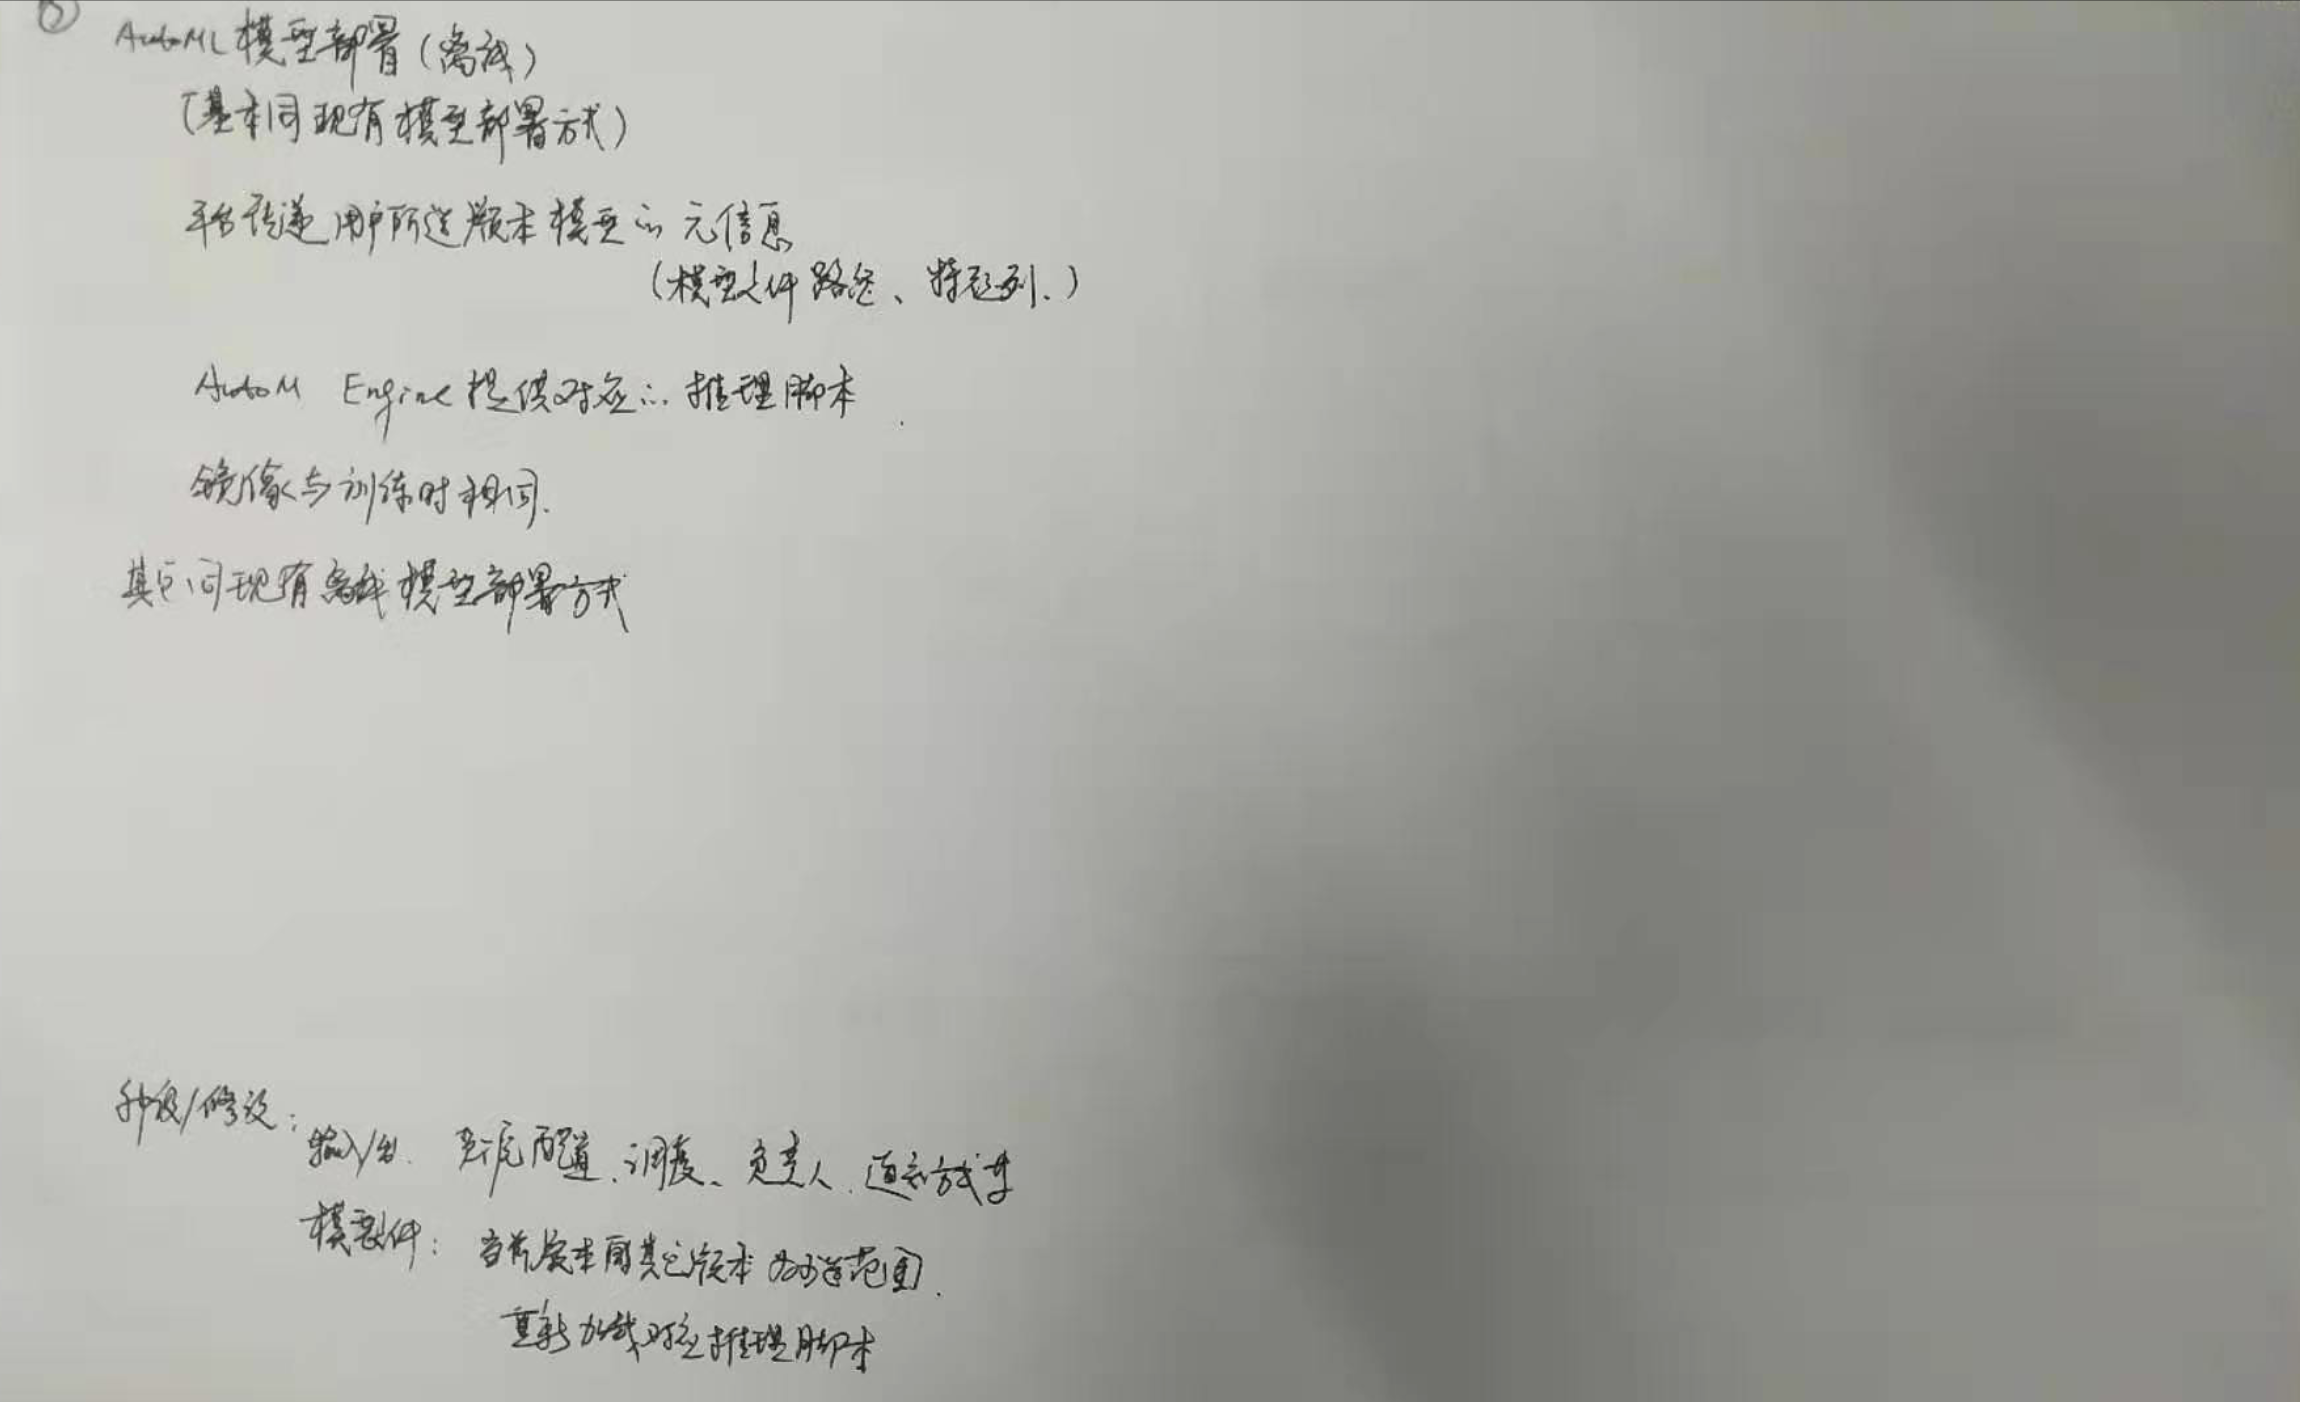 AutoML 模型部署(离线)
(基本同现有模型部署方式)
平台传递用户所选版本模型的元信息
(模型文件路径、特征列、)
AutoM Engine 提供对应的推理脚本
镜像与训练时相同.
其它同现有离线模型部署方式
升级/修改:
输入/出. 资源配置、调度、负责人、通知方式等
模型文件: 当前版本同其它版本 可选范围.
重新加载对应推理脚本